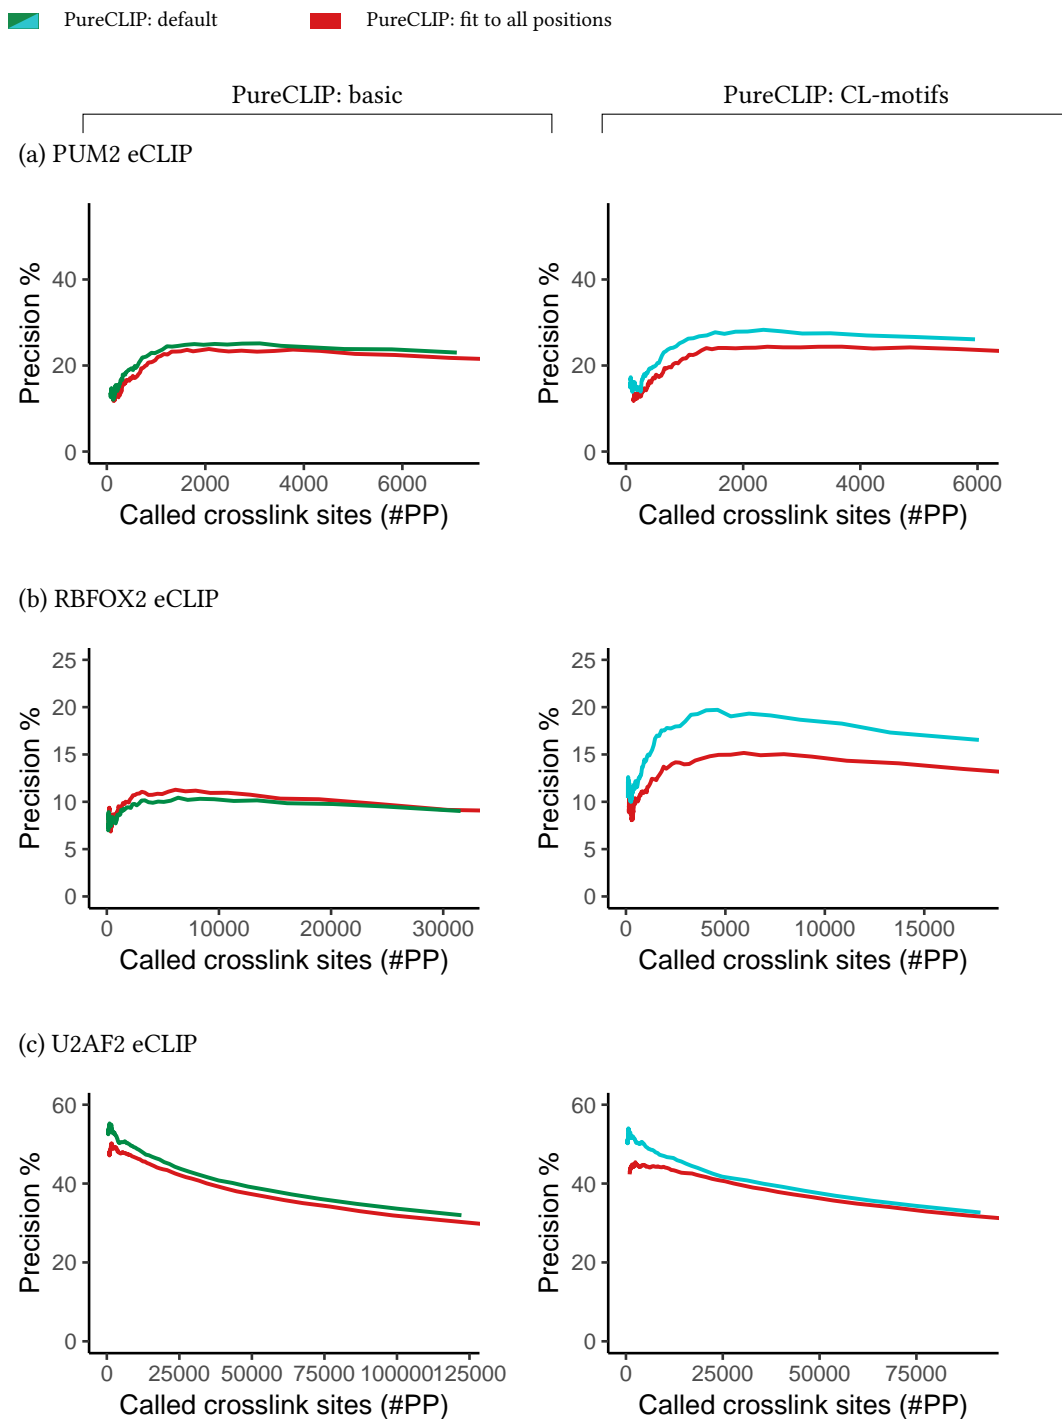 PureCLIP: default PureCLIP: fit to all positions
PureCLIP: basic PureCLIP: CL-motifs
(a) PUM2 eCLIP
Precision %
40
20
0
0 2000 4000 6000
Called crosslink sites (#PP)
Precision %
40
20
0
0 2000 4000 6000
Called crosslink sites (#PP)
(b) RBFOX2 eCLIP
Precision %
25
20
15
10
5
0
0 10000 20000 30000
Called crosslink sites (#PP)
Precision %
25
20
15
10
5
0
0 5000 10000 15000
Called crosslink sites (#PP)
(c) U2AF2 eCLIP
Precision %
60
40
20
0
0 25000 50000 75000 100000 125000
Called crosslink sites (#PP)
Precision %
60
40
20
0
0 25000 50000 75000
Called crosslink sites (#PP)